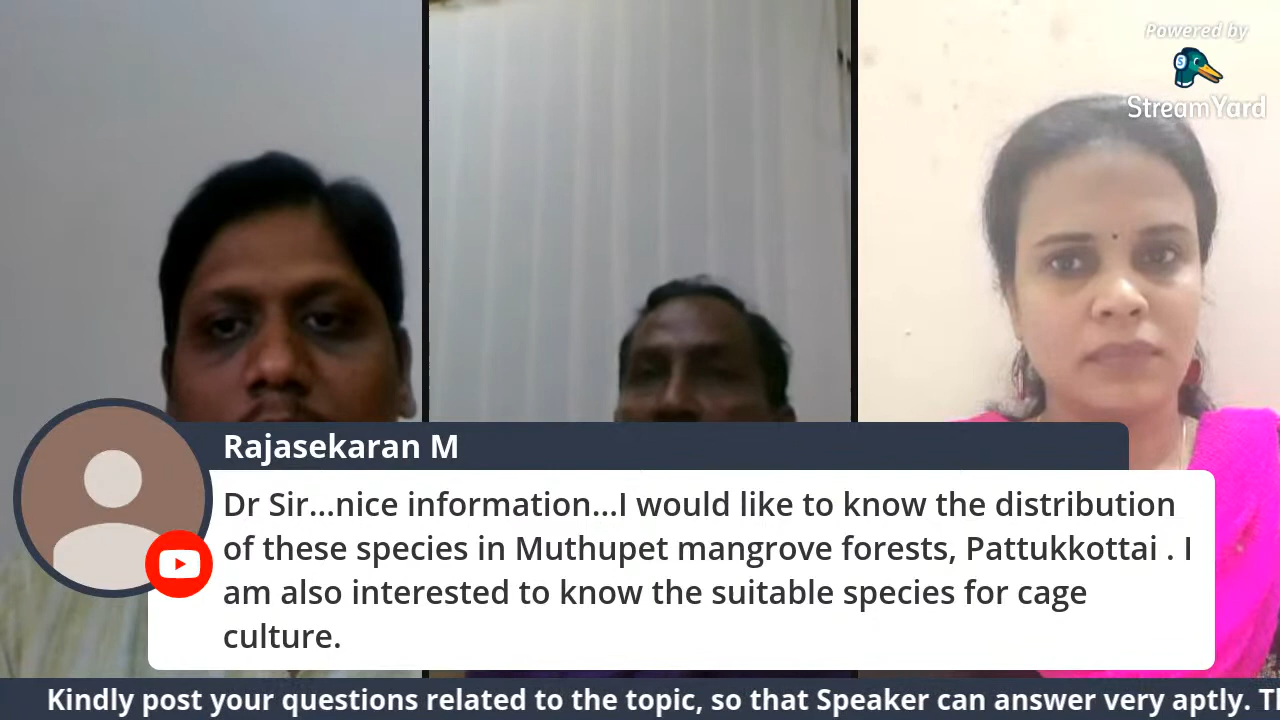 Powered by
StreamYard
Rajasekaran M
Dr Sir...nice information...I would like to know the distribution
of these species in Muthupet mangrove forests, Pattukkottai . I
am also interested to know the suitable species for cage
culture.
Kindly post your questions related to the topic, so that Speaker can answer very aptly. Tl